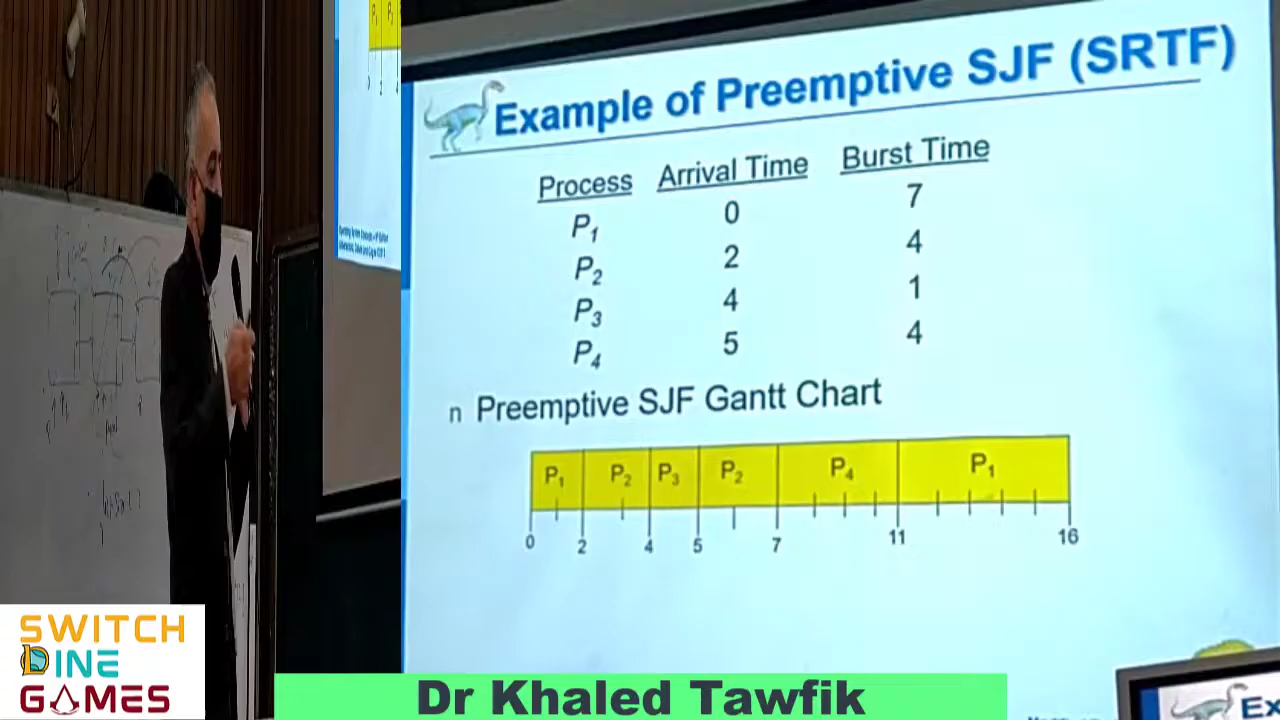 Example of Preemptive SJF (SRTF)
Process Arrival Time Burst Time
P1 0 7
P2 2 4
P3 4 1
P4 5 4
n Preemptive SJF Gantt Chart
P1 P2 P3 P2 P4 P1
0 2 4 5 7 11 16
SWITCH
DINE
GAMES
Dr Khaled Tawfik
Ex